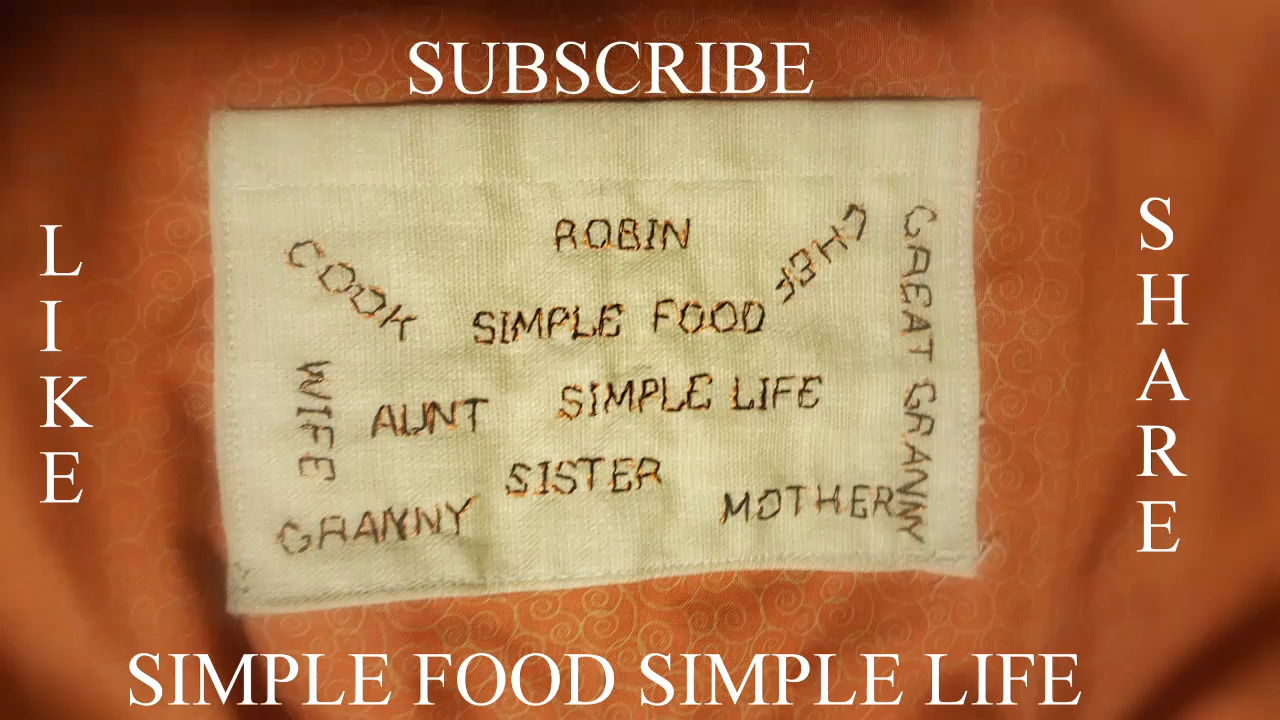 SUBSCRIBE
LIKE
SHARE
ROBIN
COOK
CHEF
GREAT GRANNY
SIMPLE FOOD
SIMPLE LIFE
WIFE
AUNT
SISTER
MOTHER
GRANNY
SIMPLE FOOD SIMPLE LIFE